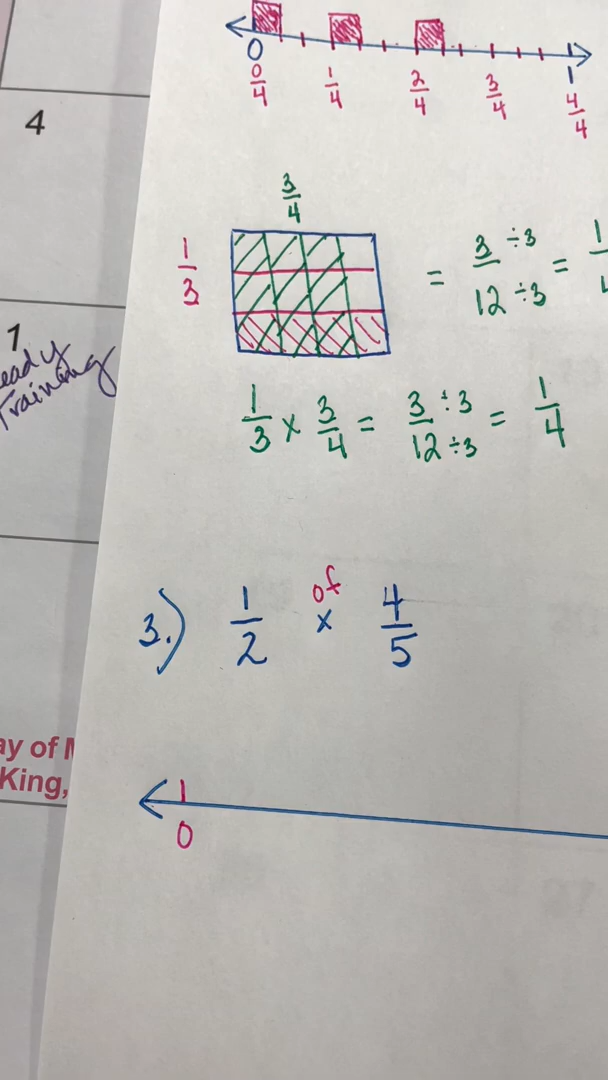 4
0 1
0/4 1/4 2/4 3/4 4/4
3/4
1/3 = 3 ÷3 / 12 ÷3 = 1
1/3 x 3/4 = 3 ÷3 / 12 ÷3 = 1/4
1
Training
3.) 1/2 of x 4/5
ay of
King,
0